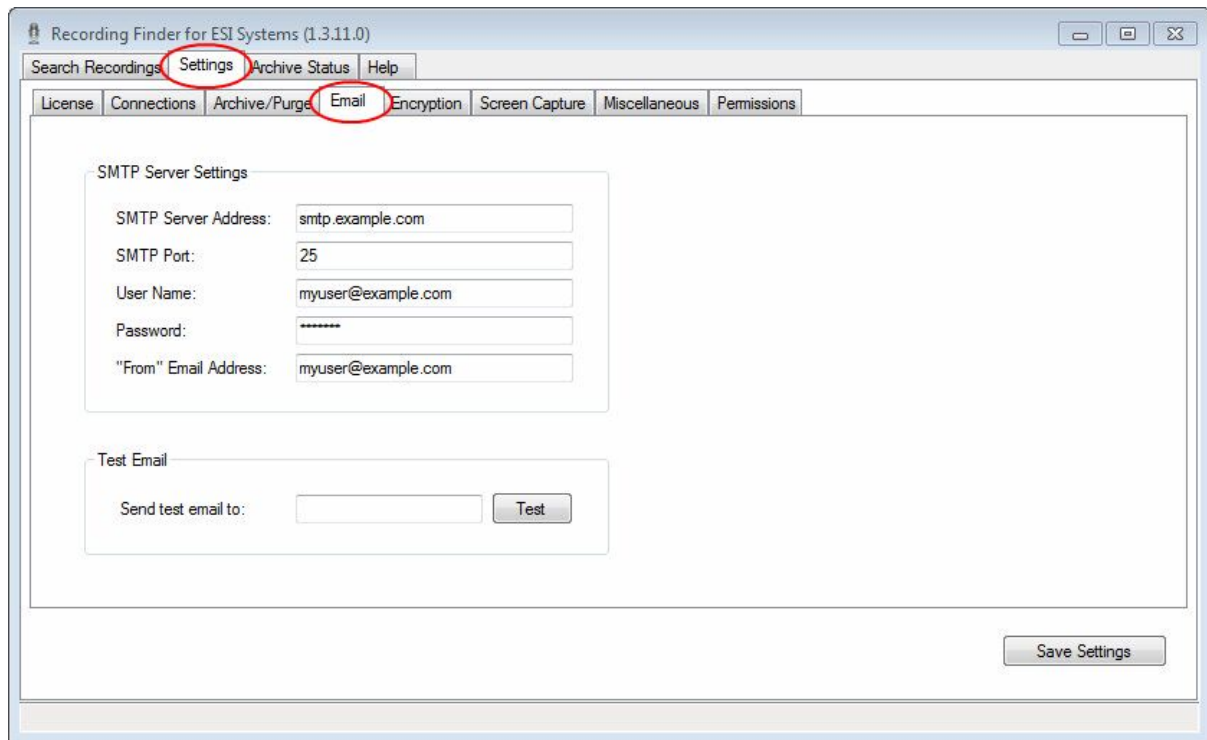 Recording Finder for ESI Systems (1.3.11.0)
Search Recordings Settings Archive Status Help
License Connections Archive/Purge Email Encryption Screen Capture Miscellaneous Permissions
SMTP Server Settings
SMTP Server Address: smtp.example.com
SMTP Port: 25
User Name: myuser@example.com
Password: *******
"From" Email Address: myuser@example.com
Test Email
Send test email to: Test
Save Settings